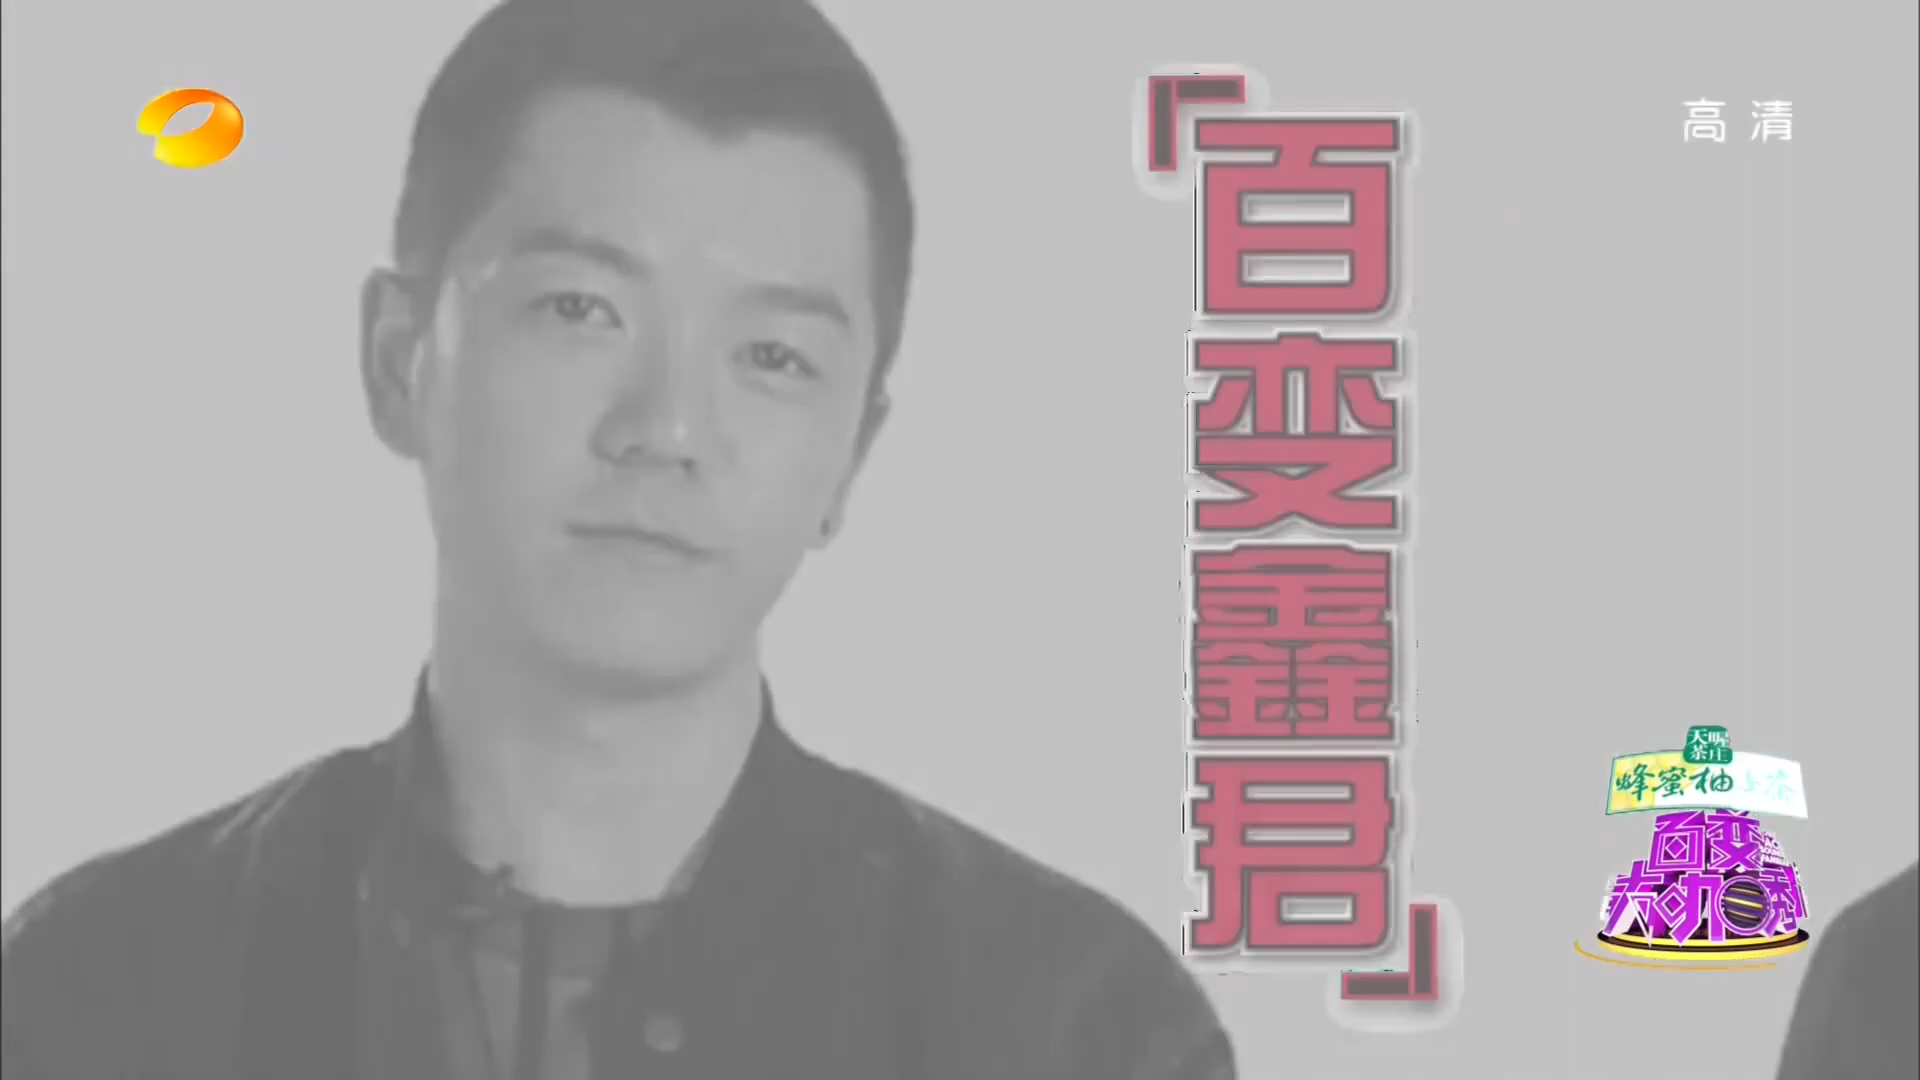 「百变鑫君」
高清
天喔
茶庄
蜂蜜柚子茶
百变
大咖秀